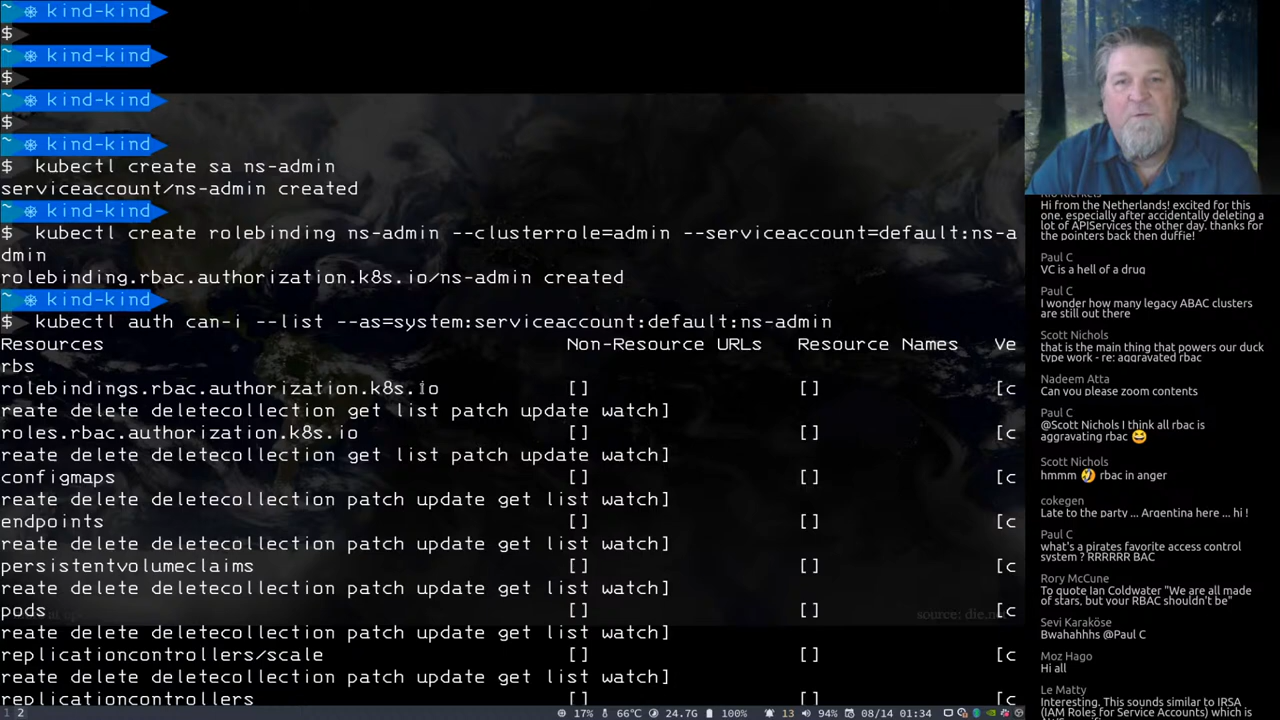 ~ ⎈ kind-kind
$
~ ⎈ kind-kind
$
~ ⎈ kind-kind
$
~ ⎈ kind-kind
$ kubectl create sa ns-admin
serviceaccount/ns-admin created
~ ⎈ kind-kind
$ kubectl create rolebinding ns-admin --clusterrole=admin --serviceaccount=default:ns-a
dmin
rolebinding.rbac.authorization.k8s.io/ns-admin created
~ ⎈ kind-kind
$ kubectl auth can-i --list --as=system:serviceaccount:default:ns-admin
Resources Non-Resource URLs Resource Names Ve
rbs
rolebindings.rbac.authorization.k8s.io [] [] [c
reate delete deletecollection get list patch update watch]
roles.rbac.authorization.k8s.io [] [] [c
reate delete deletecollection get list patch update watch]
configmaps [] [] [c
reate delete deletecollection patch update get list watch]
endpoints [] [] [c
reate delete deletecollection patch update get list watch]
persistentvolumeclaims [] [] [c
reate delete deletecollection patch update get list watch]
pods [] [] [c
reate delete deletecollection patch update get list watch]
replicationcontrollers/scale [] [] [c
reate delete deletecollection patch update get list watch]
replicationcontrollers [] [] [c
source: die.n
1 2 17% 66°C 24.7G 100% 13 94% 08/14 01:34
Hi from the Netherlands! excited for this
one. especially after accidentally deleting a
lot of APIServices the other day. thanks for
the pointers back then duffie!
Paul C
VC is a hell of a drug
Paul C
I wonder how many legacy ABAC clusters
are still out there
Scott Nichols
that is the main thing that powers our duck
type work - re: aggravated rbac
Nadeem Atta
Can you please zoom contents
Paul C
@Scott Nichols I think all rbac is
aggravating rbac 😆
Scott Nichols
hmmm 🤣 rbac in anger
cokegen
Late to the party ... Argentina here ... hi !
Paul C
what's a pirates favorite access control
system ? RRRRRR BAC
Rory McCune
To quote Ian Coldwater "We are all made
of stars, but your RBAC shouldn't be"
Sevi Karaköse
Bwahahhhs @Paul C
Moz Hago
Hi all
Le Matty
Interesting. This sounds similar to IRSA
(IAM Roles for Service Accounts) which is